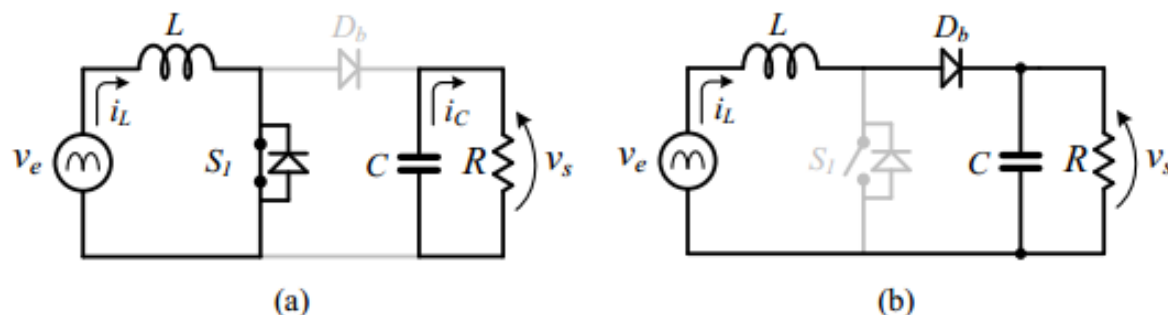 L D_b L D_b
i_L i_C i_L
v_e S_1 C R v_s v_e S_1 C R v_s
(a) (b)